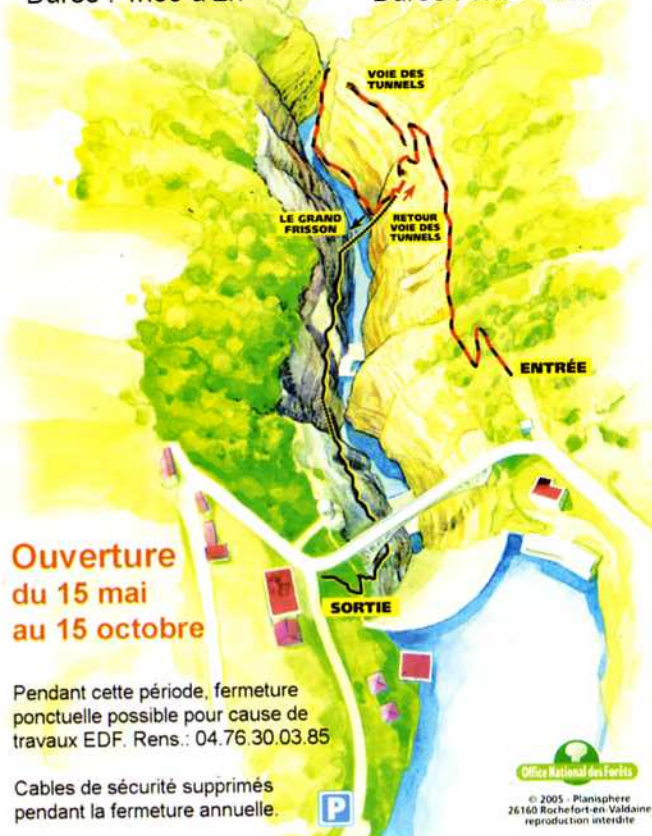 VOIE DES
TUNNELS
LE GRAND
FRISSON
RETOUR
VOIE DES
TUNNELS
ENTRÉE
SORTIE
Ouverture
du 15 mai
au 15 octobre
Pendant cette période, fermeture
ponctuelle possible pour cause de
travaux EDF. Rens.: 04.76.30.03.85
Cables de sécurité supprimés
pendant la fermeture annuelle.
P
Office National des Forêts
© 2005 - Planisphère
26160 Rochefort-en-Valdaine
reproduction interdite